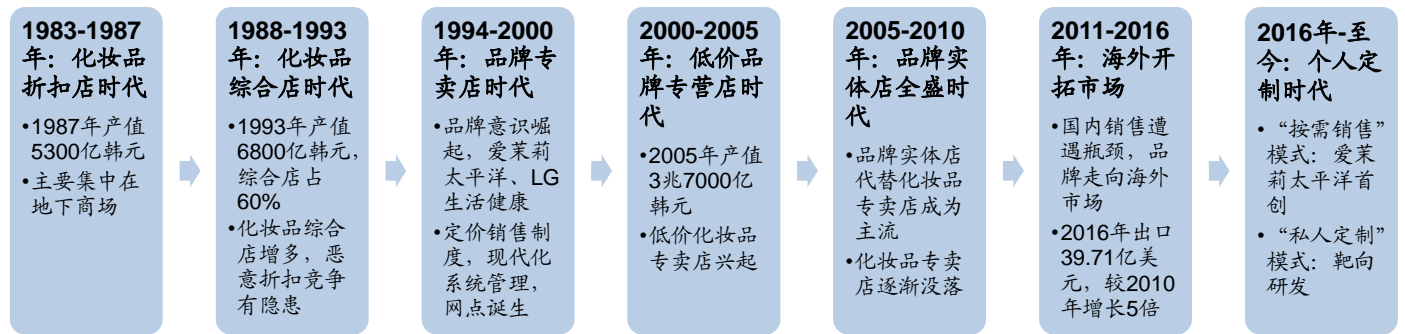 1983-1987
年：化妆品
折扣店时代
•1987年产值
5300亿韩元
•主要集中在
地下商场
1988-1993
年：化妆品
综合店时代
•1993年产值
6800亿韩元，
综合店占
60%
•化妆品综合
店增多，恶
意折扣竞争
有隐患
1994-2000
年：品牌专
卖店时代
•品牌意识崛
起，爱茉莉
太平洋、LG
生活健康
•定价销售制
度，现代化
系统管理，
网点诞生
2000-2005
年：低价品
牌专营店时
代
•2005年产值
3兆7000亿
韩元
•低价化妆品
专卖店兴起
2005-2010
年：品牌实
体店全盛时
代
•品牌实体店
代替化妆品
专卖店成为
主流
•化妆品专卖
店逐渐没落
2011-2016
年：海外开
拓市场
•国内销售遭
遇瓶颈，品
牌走向海外
市场
•2016年出口
39.71亿美
元，较2010
年增长5倍
2016年-至
今：个人定
制时代
•“按需销售”
模式：爱茉
莉太平洋首
创
•“私人定制”
模式：靶向
研发